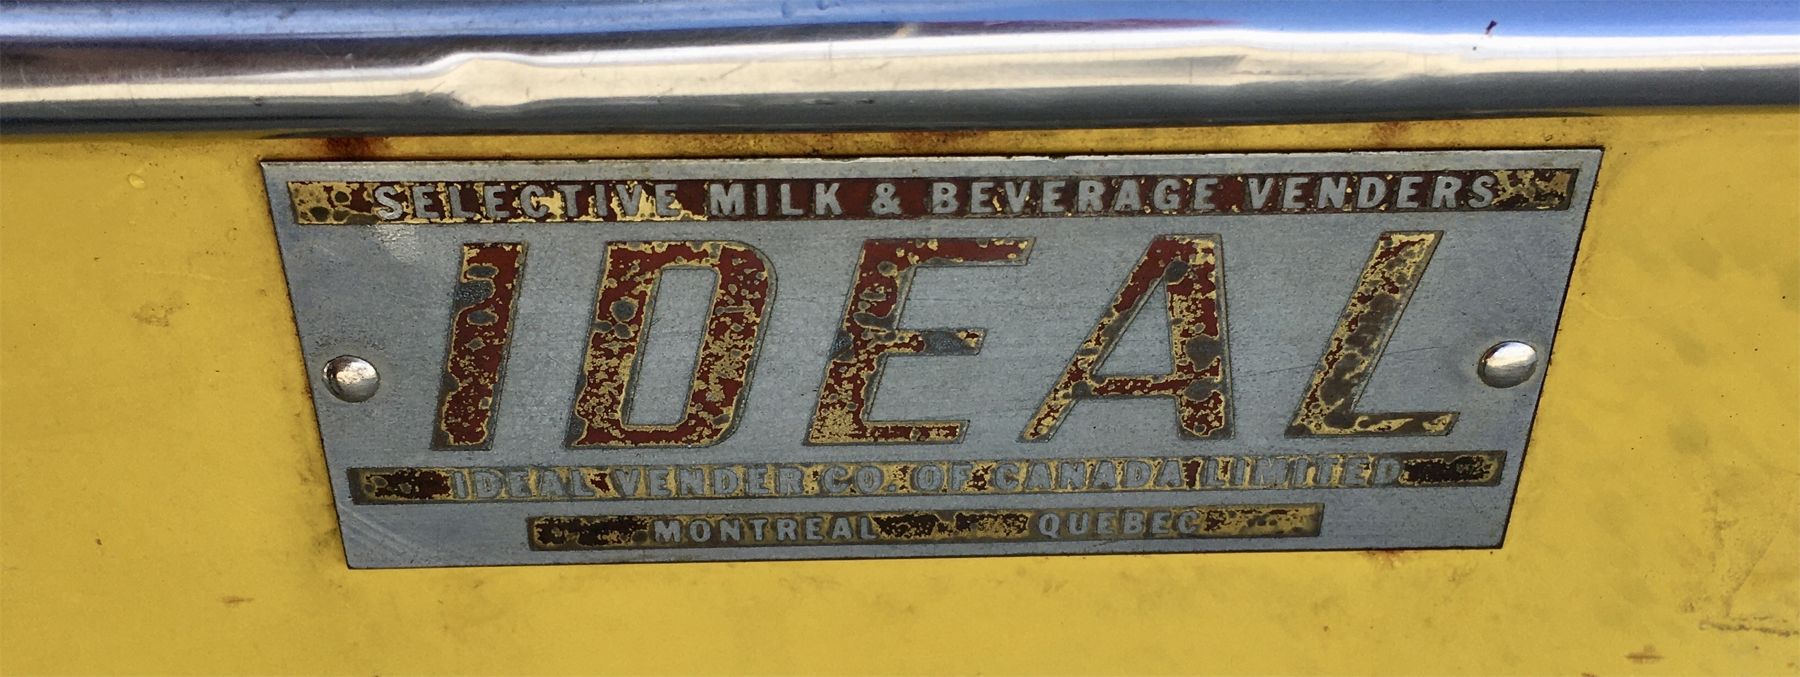 SELECTIVE MILK & BEVERAGE VENDERS
IDEAL
IDEAL VENDER CO. OF CANADA LIMITED
MONTREAL QUEBEC